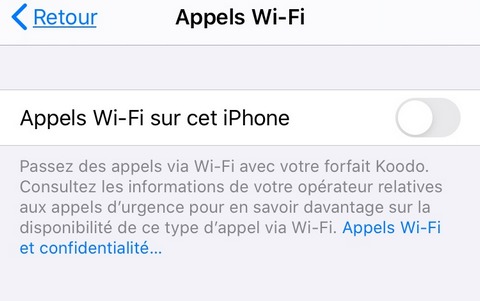 Retour
Appels Wi-Fi
Appels Wi-Fi sur cet iPhone
Passez des appels via Wi-Fi avec votre forfait Koodo.
Consultez les informations de votre opérateur relatives
aux appels d’urgence pour en savoir davantage sur la
disponibilité de ce type d’appel via Wi-Fi. Appels Wi-Fi
et confidentialité...